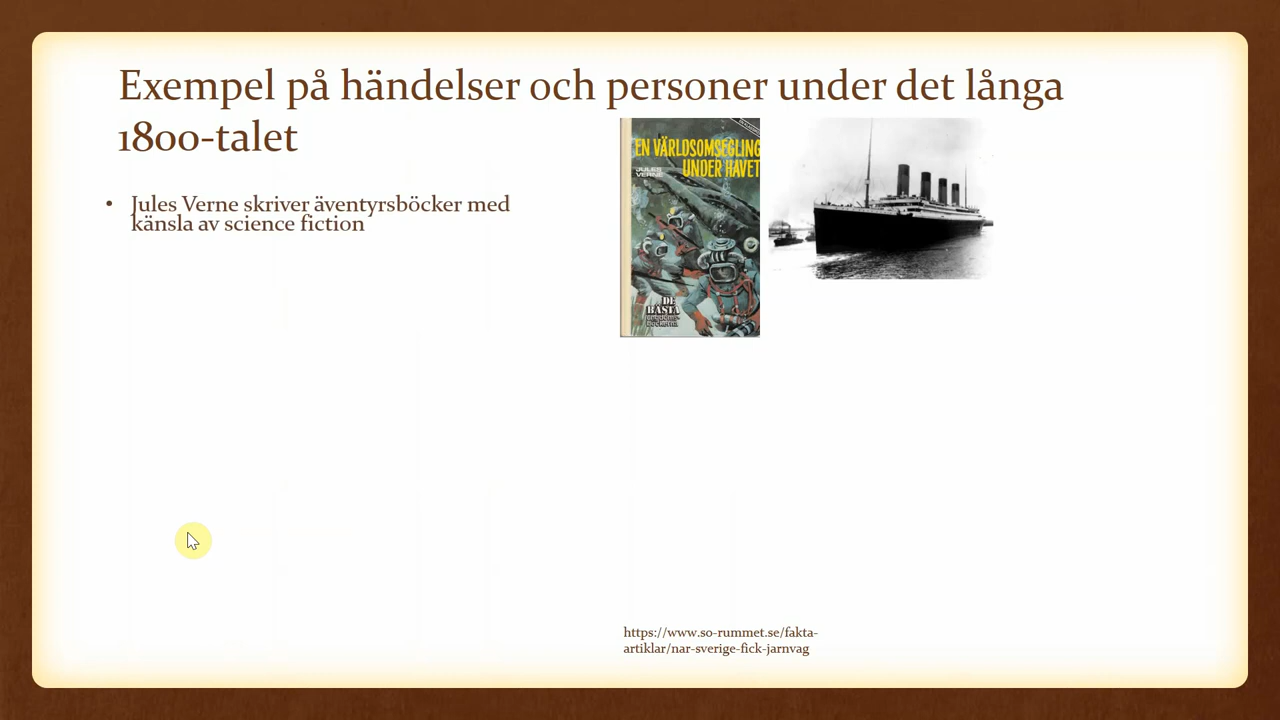 Exempel på händelser och personer under det långa
1800-talet
Jules Verne skriver äventyrsböcker med
känsla av science fiction
EN VÄRLDSOMSEGLING
UNDER HAVET
JULES
VERNE
DE
BÄSTA
https://www.so-rummet.se/fakta-
artiklar/nar-sverige-fick-jarnvag